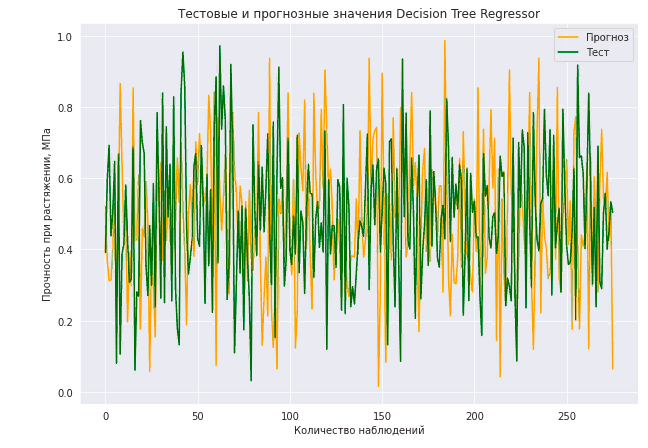 Тестовые и прогнозные значения Decision Tree Regressor
Прогноз
Тест
Прочность при растяжении, МПа
1.0
0.8
0.6
0.4
0.2
0.0
0 50 100 150 200 250
Количество наблюдений